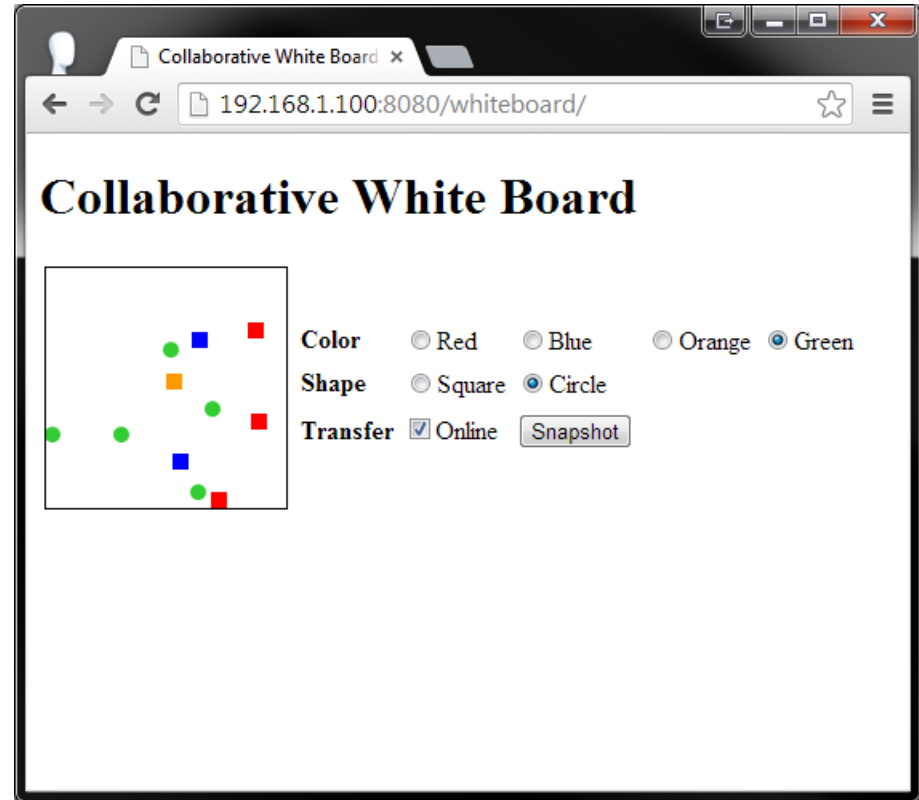 Collaborative White Board
192.168.1.100:8080/whiteboard/
Collaborative White Board
Color Red Blue Orange Green
Shape Square Circle
Transfer Online Snapshot